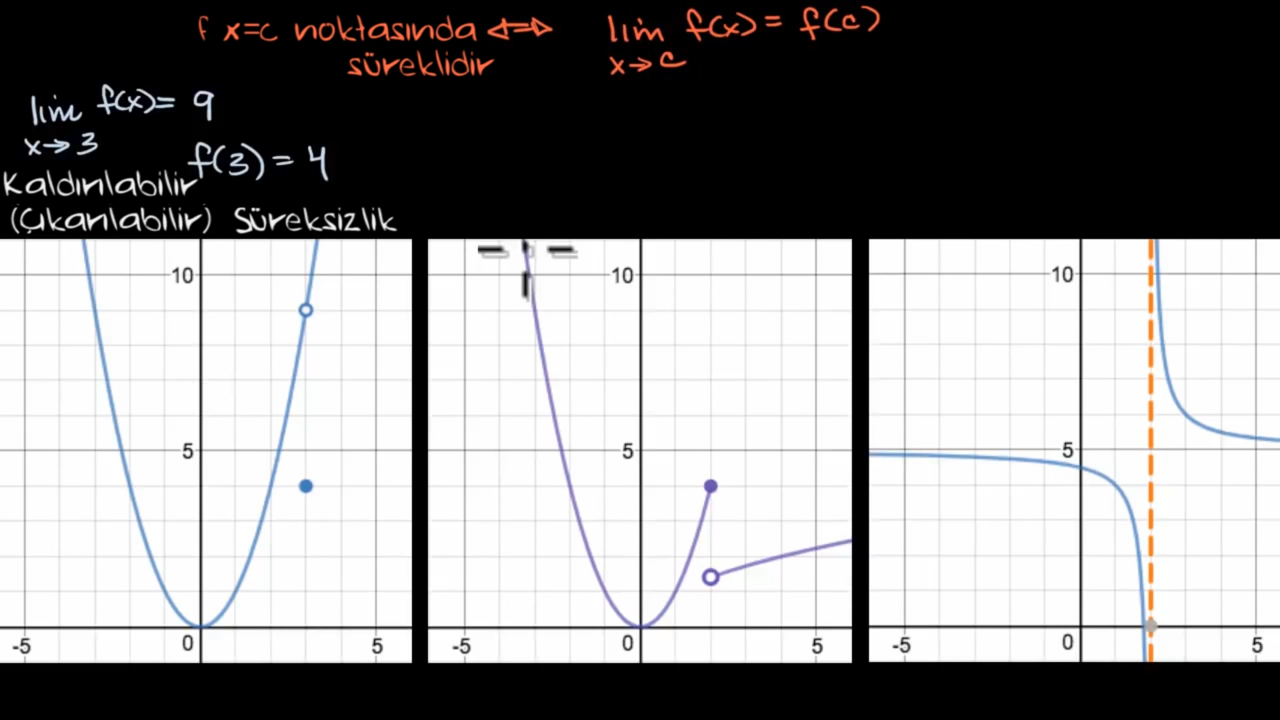 f x=c noktasında ⇔ lim f(x) = f(c)
süreklidir x→c
lim f(x) = 9
x→3
f(3) = 4
Kaldırılabilir
(Çıkarılabilir) Süreksizlik
10 10 10
5 5 5
-5 0 5 -5 0 5 -5 0 5